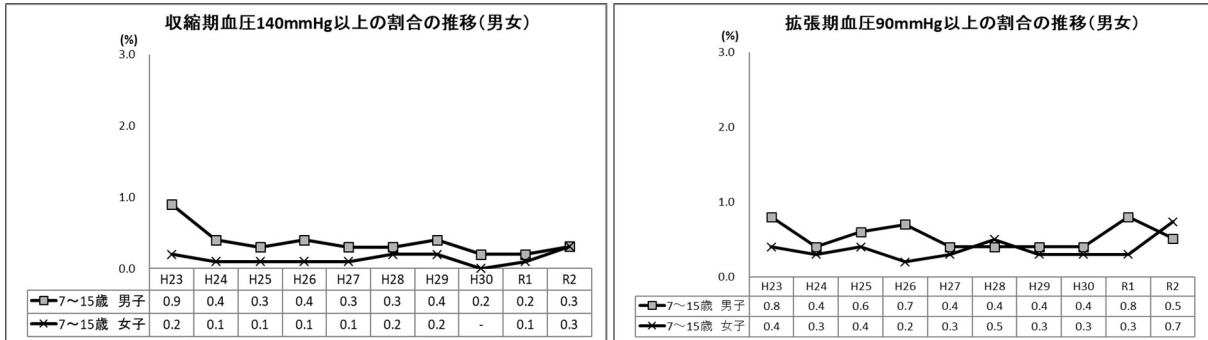 収縮期血圧140mmHg以上の割合の推移(男女)
(%)
3.0
2.0
1.0
0.0
H23 H24 H25 H26 H27 H28 H29 H30 R1 R2
7～15歳 男子 0.9 0.4 0.3 0.4 0.3 0.3 0.4 0.2 0.2 0.3
7～15歳 女子 0.2 0.1 0.1 0.1 0.1 0.2 0.2 - 0.1 0.3
拡張期血圧90mmHg以上の割合の推移(男女)
(%)
3.0
2.0
1.0
0.0
H23 H24 H25 H26 H27 H28 H29 H30 R1 R2
7～15歳 男子 0.8 0.4 0.6 0.7 0.4 0.4 0.4 0.4 0.8 0.5
7～15歳 女子 0.4 0.3 0.4 0.2 0.3 0.5 0.3 0.3 0.3 0.7